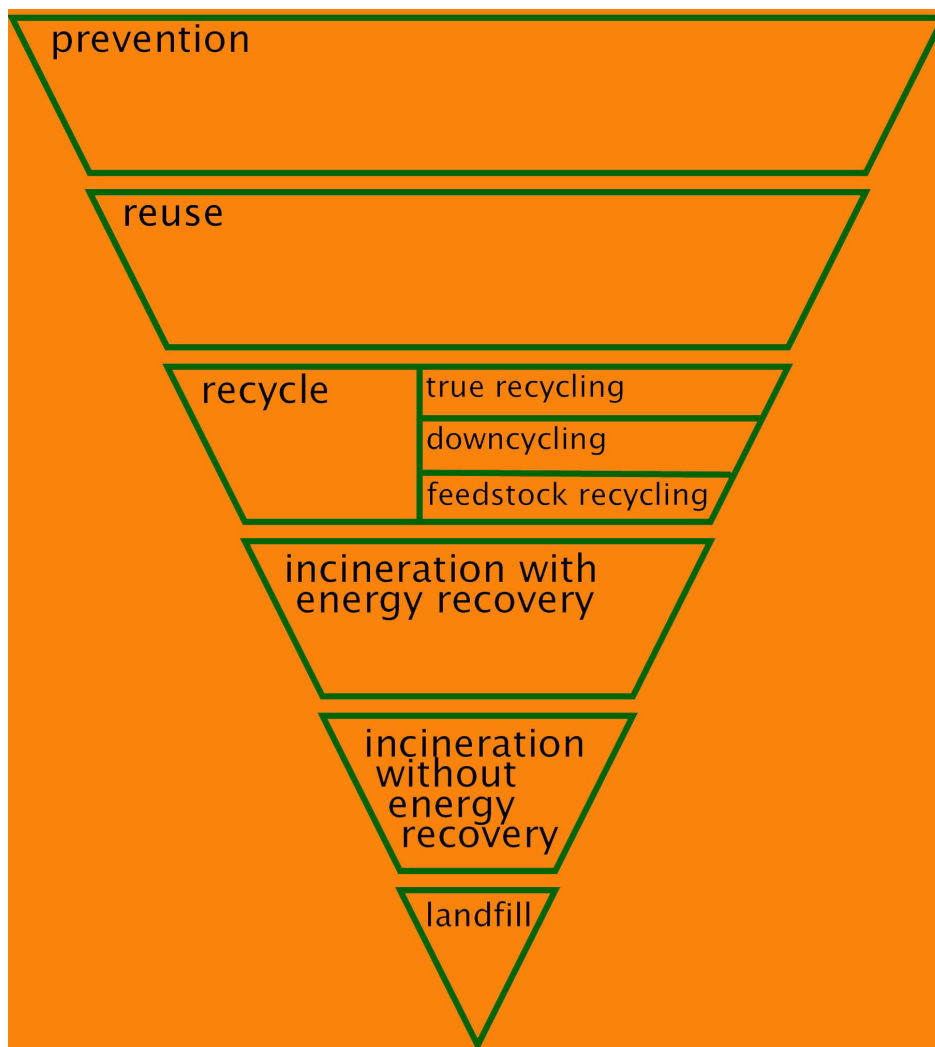 prevention
reuse
recycle
true recycling
downcycling
feedstock recycling
incineration with
energy recovery
incineration
without
energy
recovery
landfill